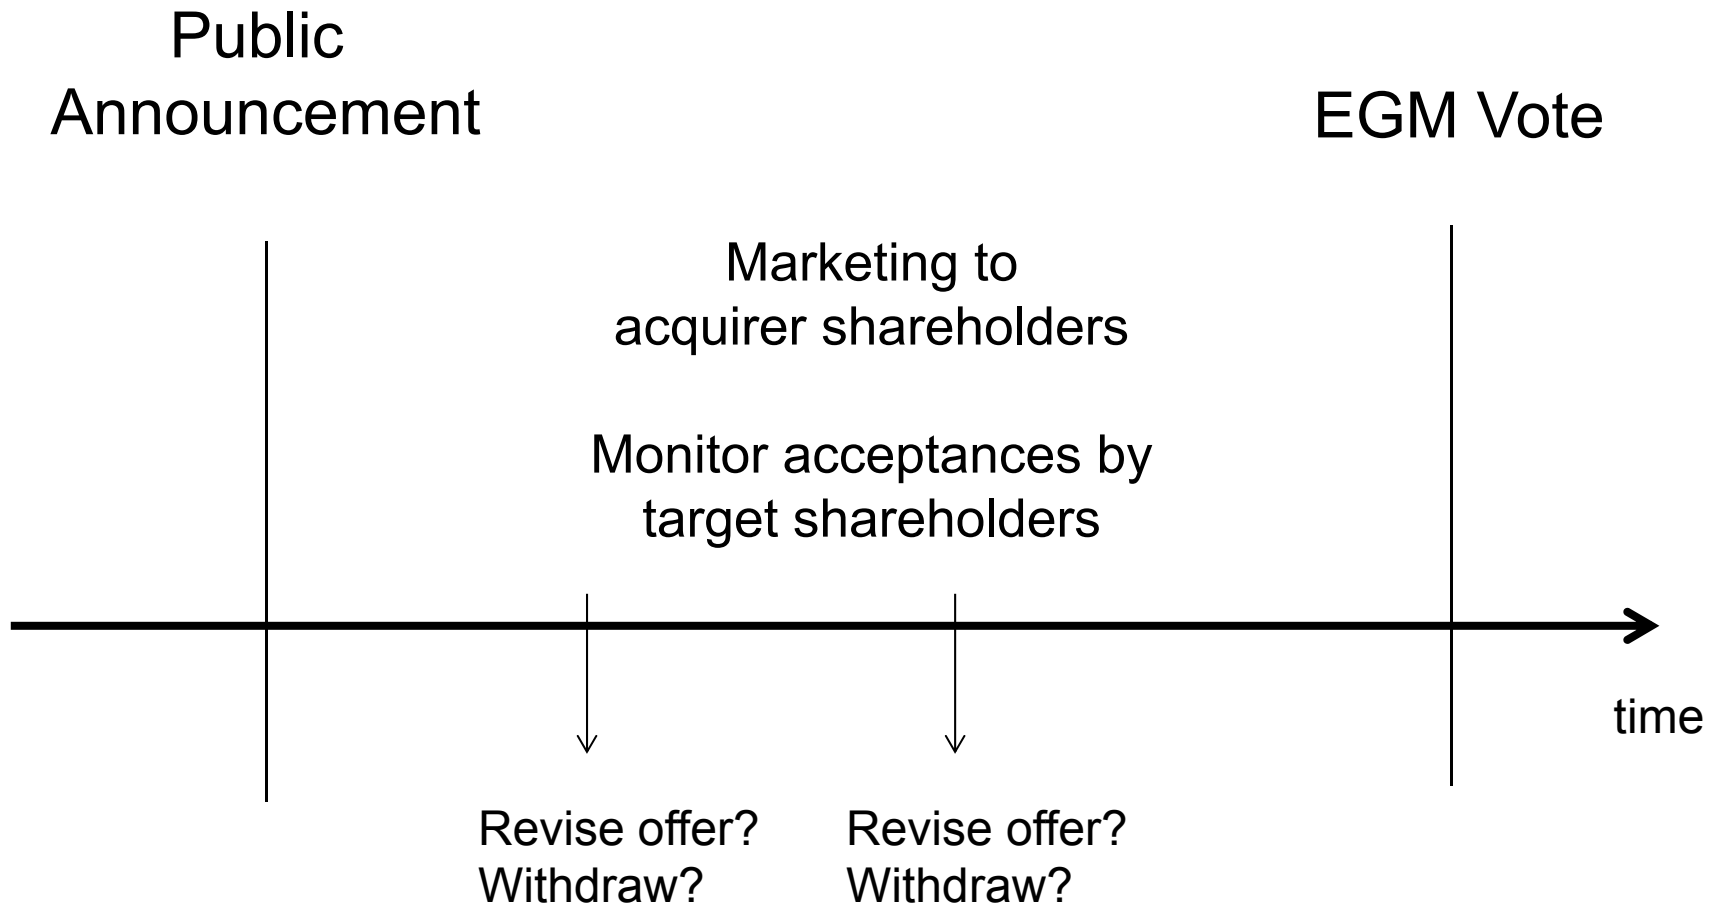 Public
Announcement
EGM Vote
Marketing to
acquirer shareholders
Monitor acceptances by
target shareholders
time
Revise offer?
Withdraw?
Revise offer?
Withdraw?